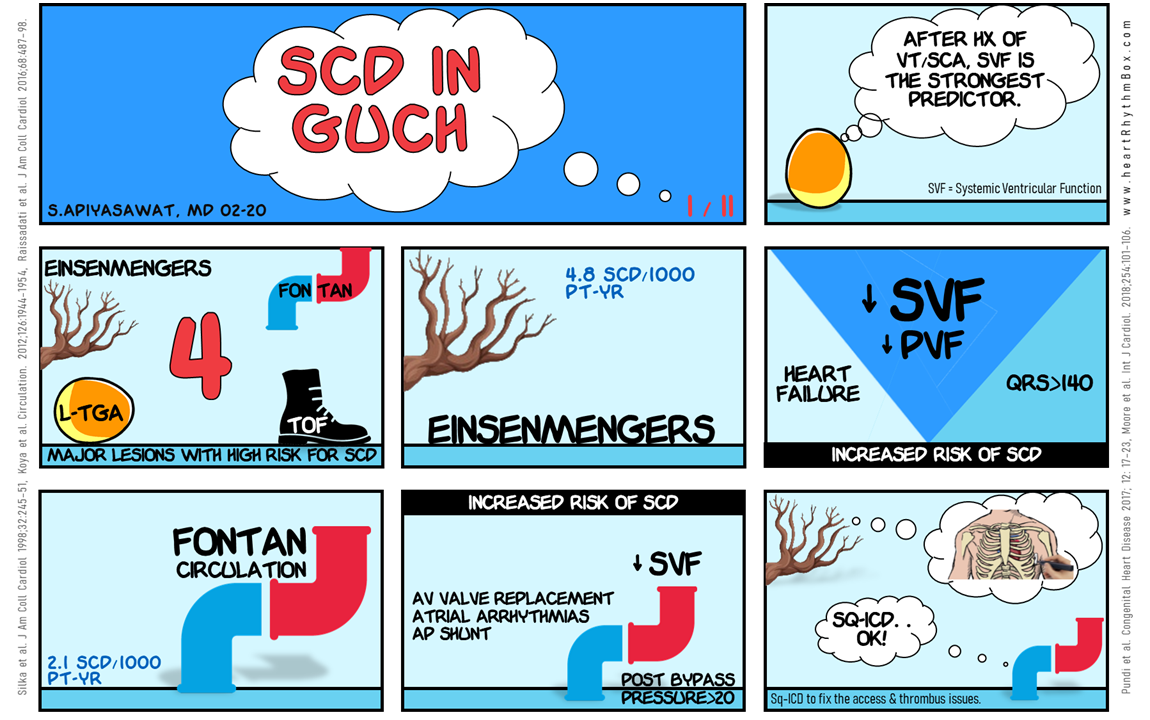 SCD IN
GUCH
S.APIYASAWAT, MD 02-20
I / II
AFTER HX OF
VT/SCA, SVF IS
THE STRONGEST
PREDICTOR.
SVF = Systemic Ventricular Function
EINSENMENGERS
FON TAN
4
L-TGA
TOF
MAJOR LESIONS WITH HIGH RISK FOR SCD
4.8 SCD/1000
PT-YR
EINSENMENGERS
↓ SVF
↓ PVF
HEART
FAILURE
QRS>140
INCREASED RISK OF SCD
FONTAN
CIRCULATION
2.1 SCD/1000
PT-YR
INCREASED RISK OF SCD
↓ SVF
AV VALVE REPLACEMENT
ATRIAL ARRHYTHMIAS
AP SHUNT
POST BYPASS
PRESSURE>20
SQ-ICD. .
OK!
Sq-ICD to fix the access & thrombus issues.
Silka et al. J Am Coll Cardiol 1998;32:245-51, Koya et al. Circulation. 2012;126:1944-1954, Raissadati et al. J Am Coll Cardiol 2016;68:487-98.
Pundi et al. Congenital Heart Disease 2017; 12: 17-23, Moore et al. Int J Cardiol. 2018;254:101-106. www.heartRhythmBox.com